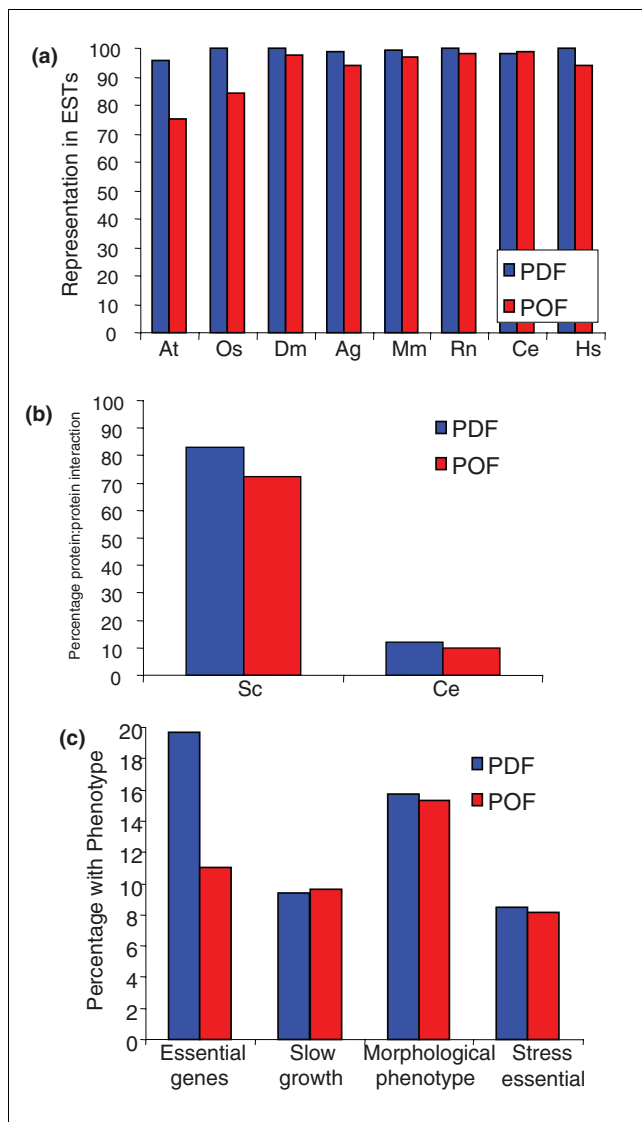 (a)
Representation in ESTs
100
90
80
70
60
50
40
30
20
10
0
At Os Dm Ag Mm Rn Ce Hs
PDF
POF
(b)
Percentage protein:protein interaction
100
90
80
70
60
50
40
30
20
10
0
Sc Ce
PDF
POF
(c)
Percentage with Phenotype
20
18
16
14
12
10
8
6
4
2
0
Essential genes
Slow growth
Morphological phenotype
Stress essential
PDF
POF